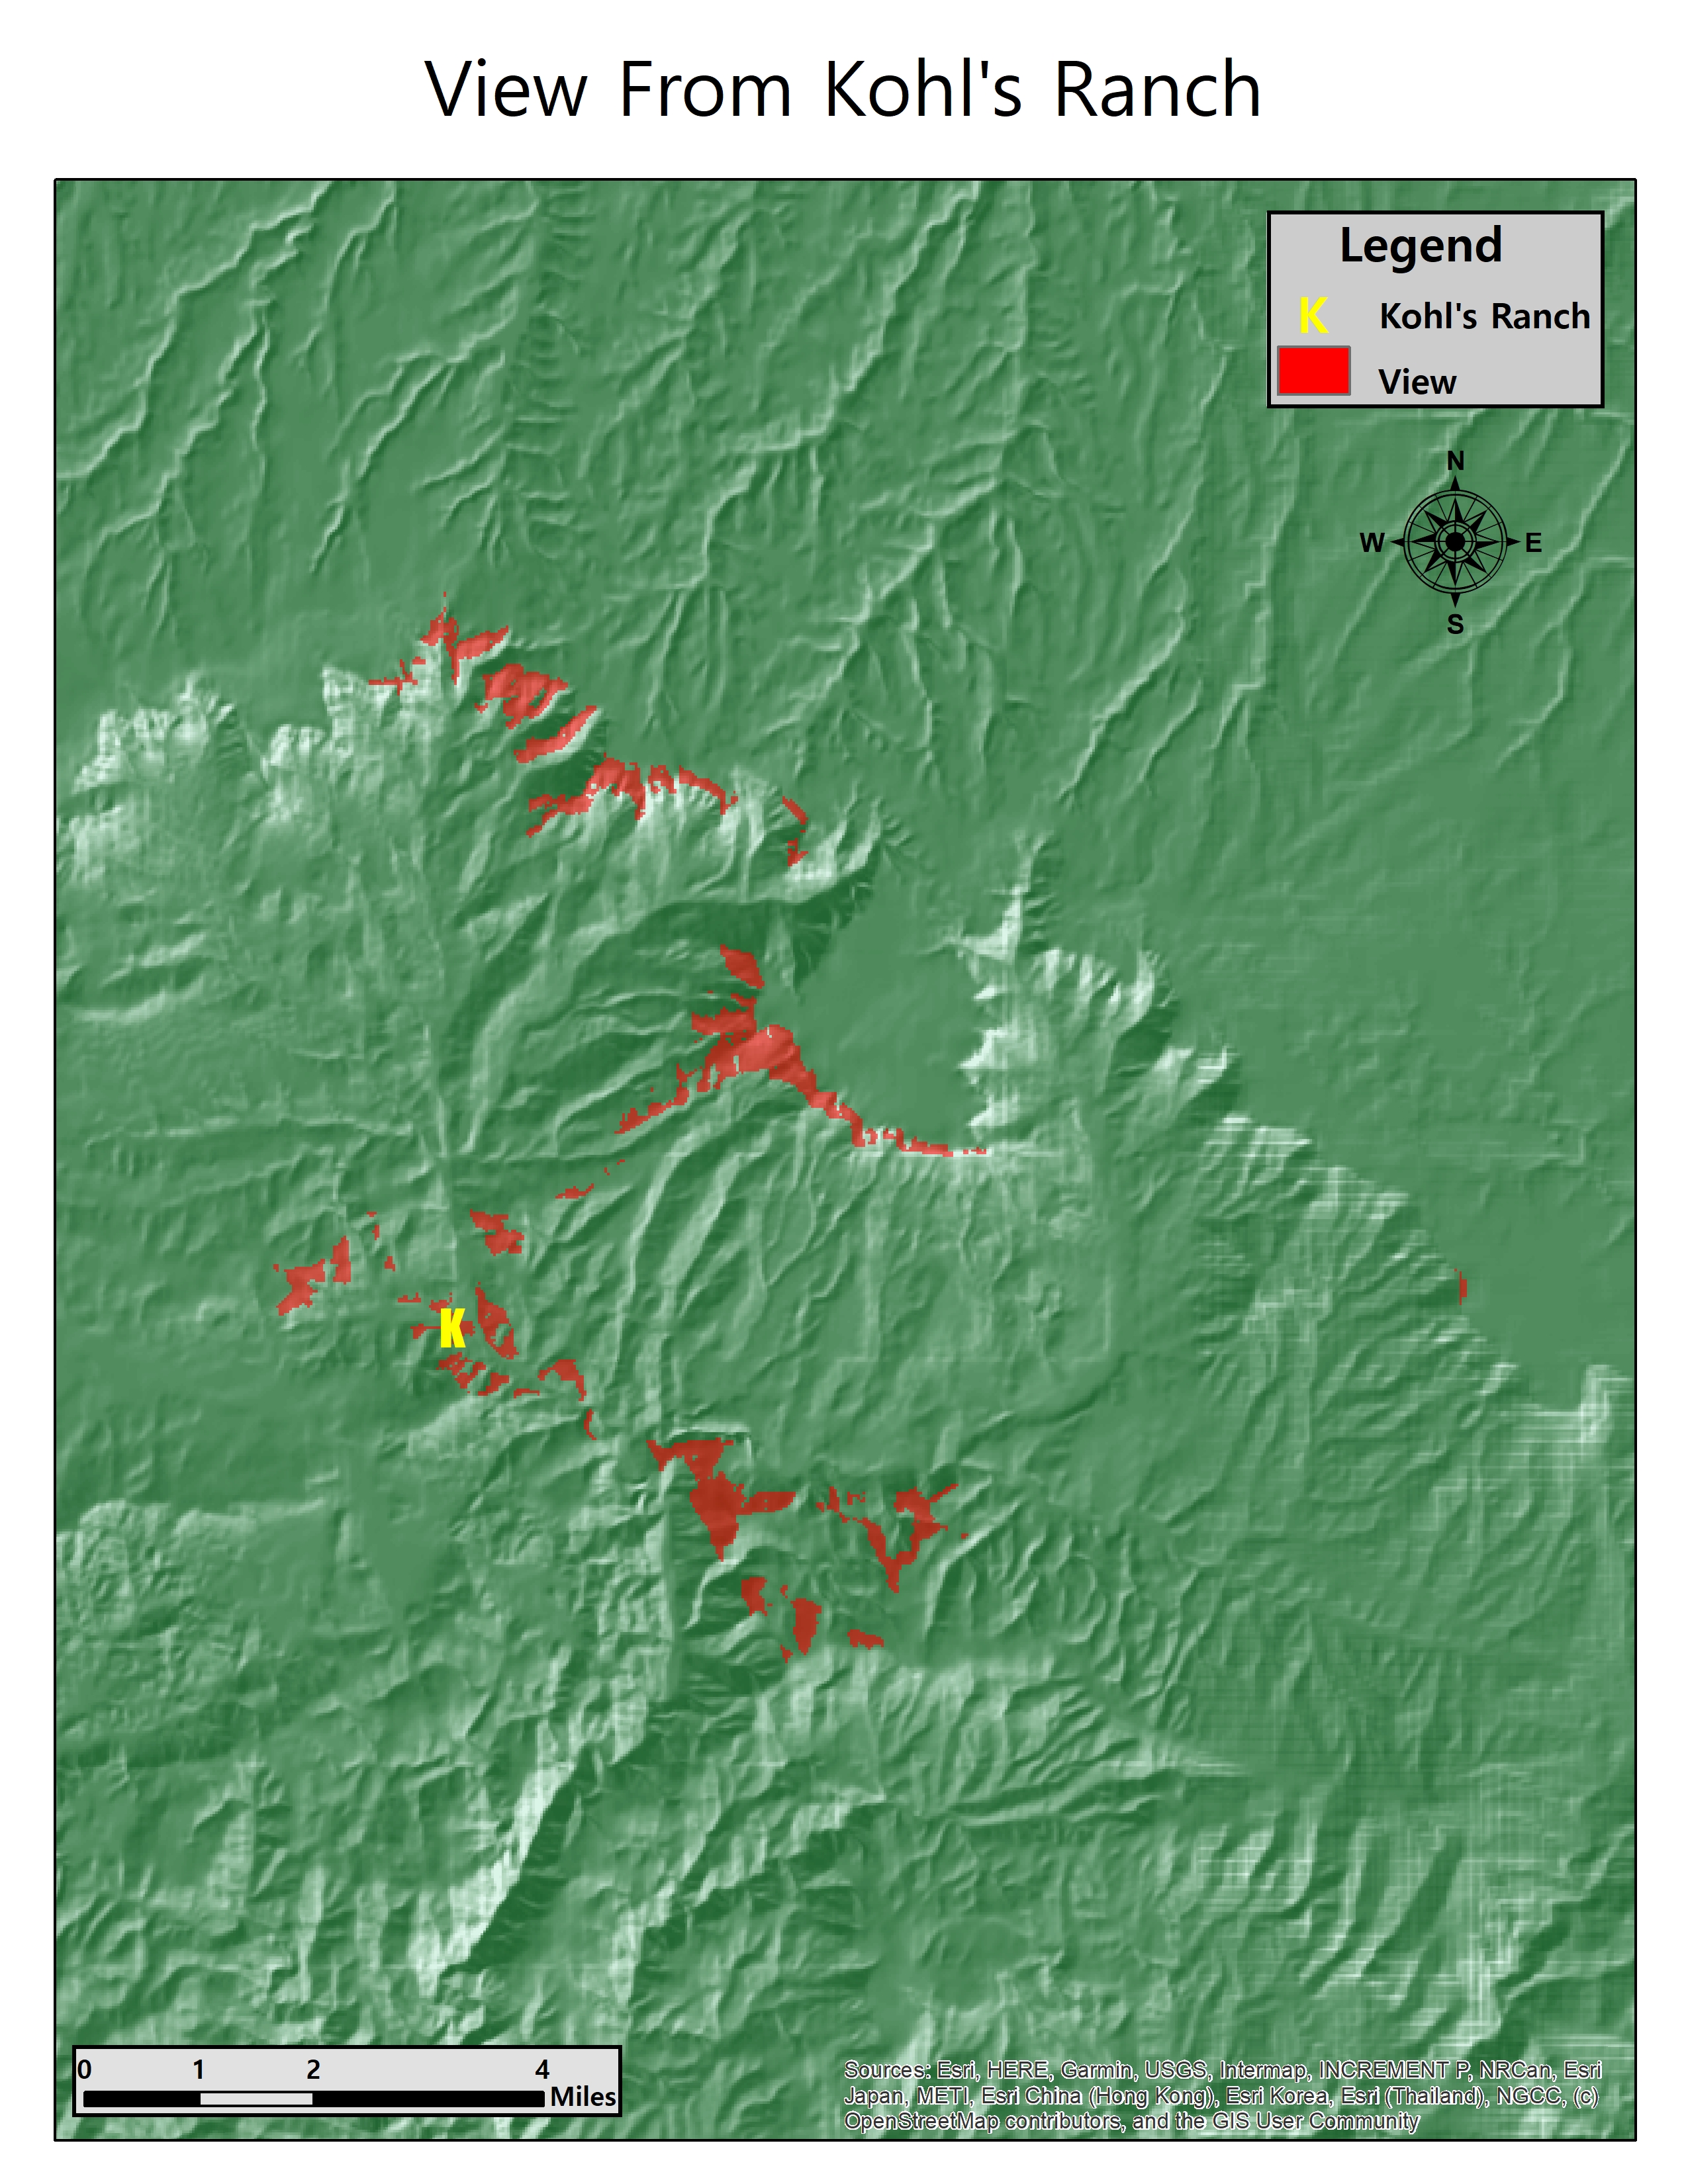 View From Kohl's Ranch
Legend
K Kohl's Ranch
View
N
W E
S
K
0 1 2 4
Miles
Sources: Esri, HERE, Garmin, USGS, Intermap, INCREMENT P, NRCan, Esri
Japan, METI, Esri China (Hong Kong), Esri Korea, Esri (Thailand), NGCC, (c)
OpenStreetMap contributors, and the GIS User Community